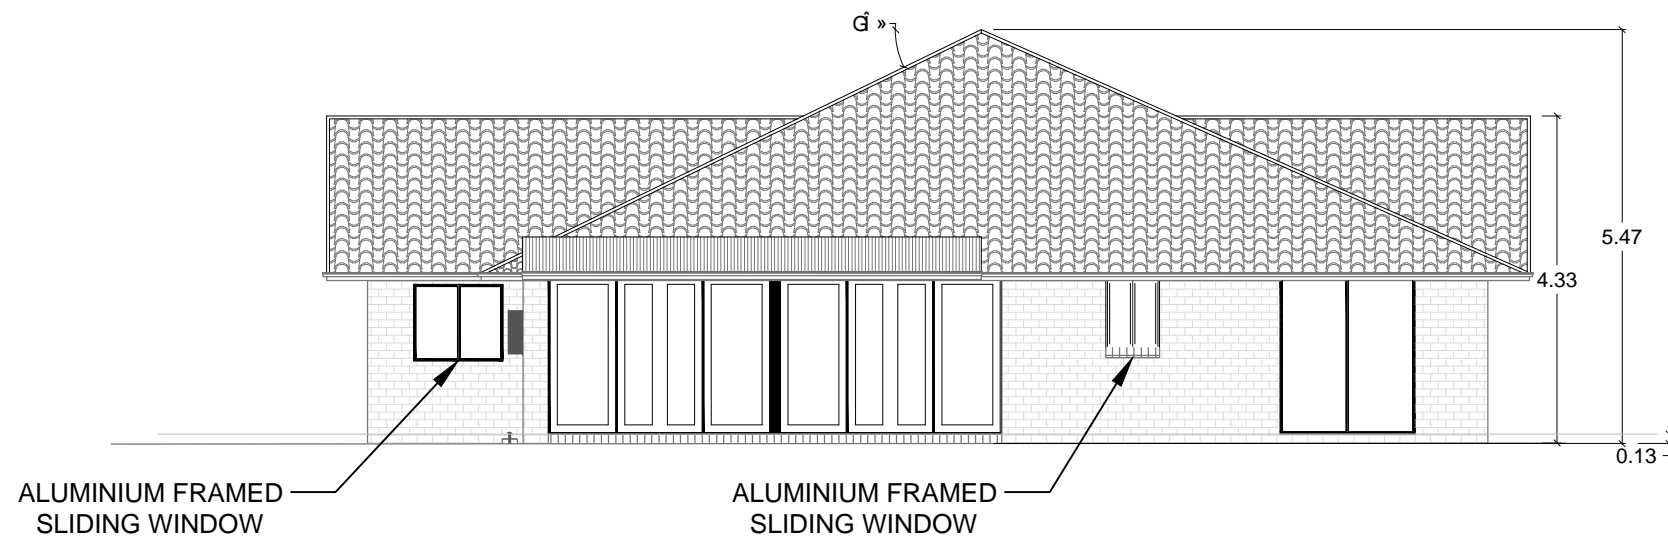 5.47
4.33
0.13
ALUMINIUM FRAMED
SLIDING WINDOW
ALUMINIUM FRAMED
SLIDING WINDOW